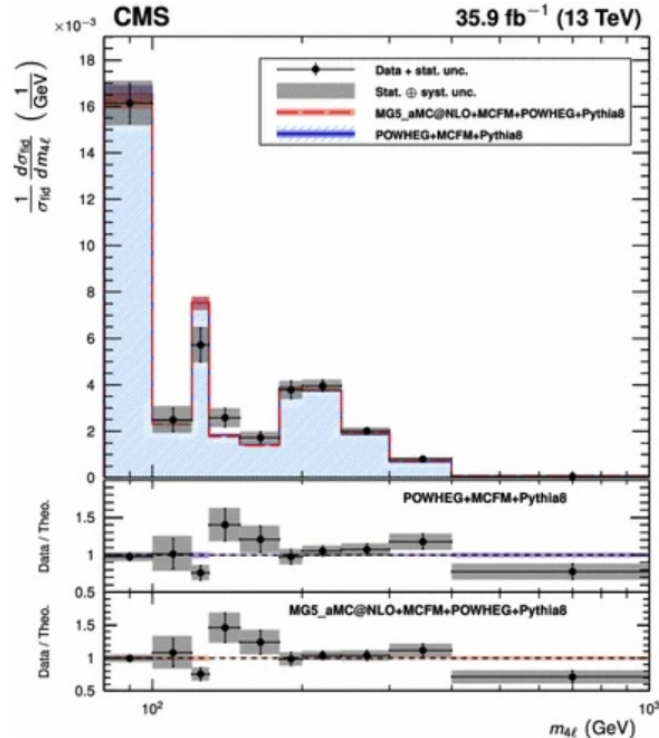 CMS 35.9 fb⁻¹ (13 TeV)
×10⁻³
Data + stat. unc.
Stat. ⊕ syst. unc.
MG5_aMC@NLO+MCFM+POWHEG+Pythia8
POWHEG+MCFM+Pythia8
1/σfid dσfid/dm4ℓ (1/GeV)
18
16
14
12
10
8
6
4
2
0
POWHEG+MCFM+Pythia8
Data / Theo.
1.5
1
0.5
MG5_aMC@NLO+MCFM+POWHEG+Pythia8
Data / Theo.
1.5
1
0.5
10² 10³
m4ℓ (GeV)